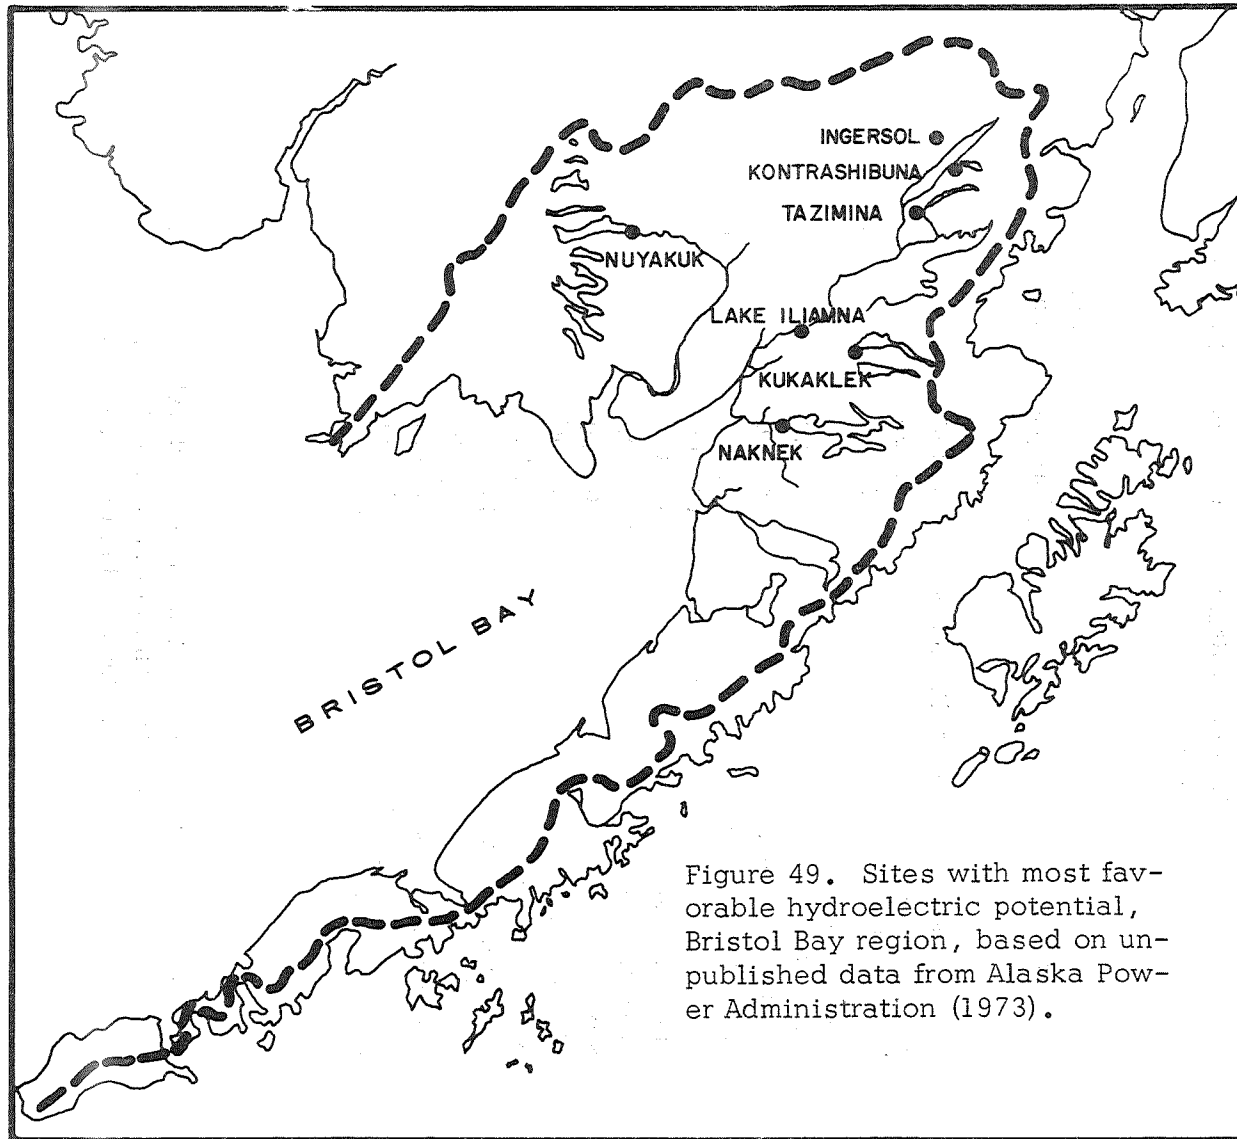 INGERSOL
KONTRASHIBUNA
TAZIMINA
NUYAKUK
LAKE ILIAMNA
KUKAKLEK
NAKNEK
BRISTOL BAY
Figure 49. Sites with most fav-
orable hydroelectric potential,
Bristol Bay region, based on un-
published data from Alaska Pow-
er Administration (1973).